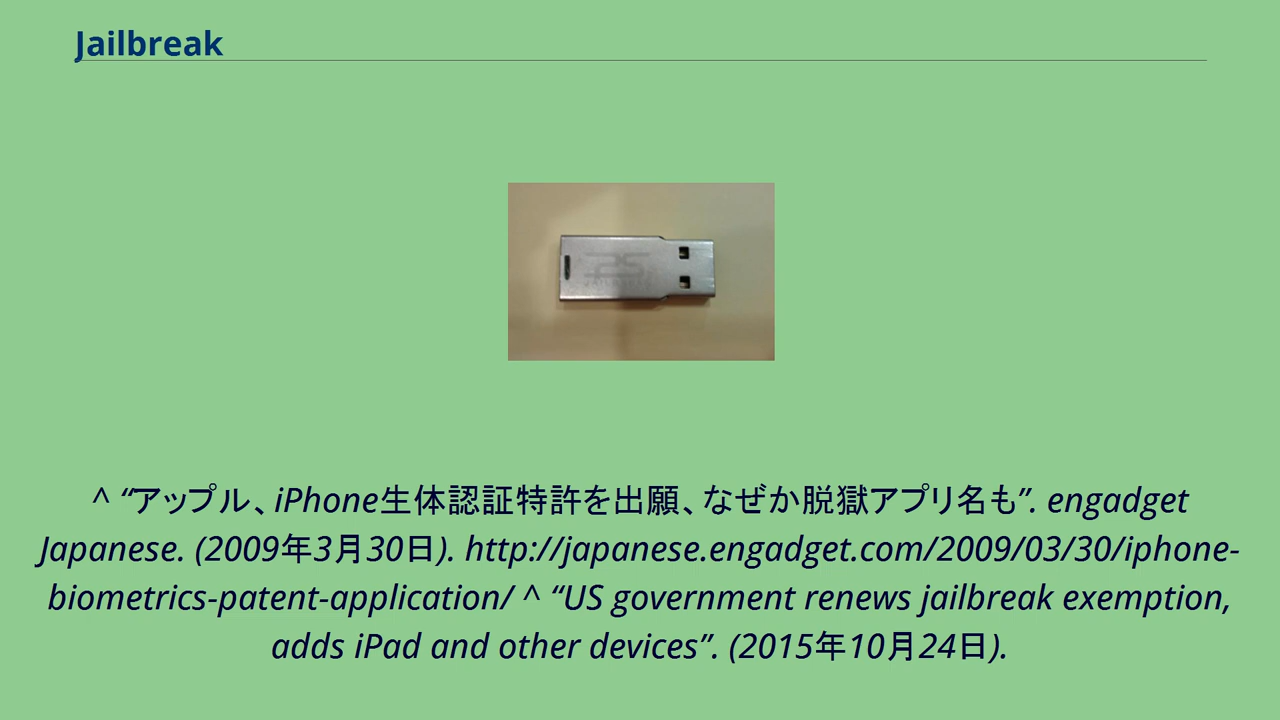 Jailbreak
^ “アップル、iPhone生体認証特許を出願、なぜか脱獄アプリ名も”. engadget
Japanese. (2009年3月30日). http://japanese.engadget.com/2009/03/30/iphone-
biometrics-patent-application/ ^ “US government renews jailbreak exemption,
adds iPad and other devices”. (2015年10月24日).